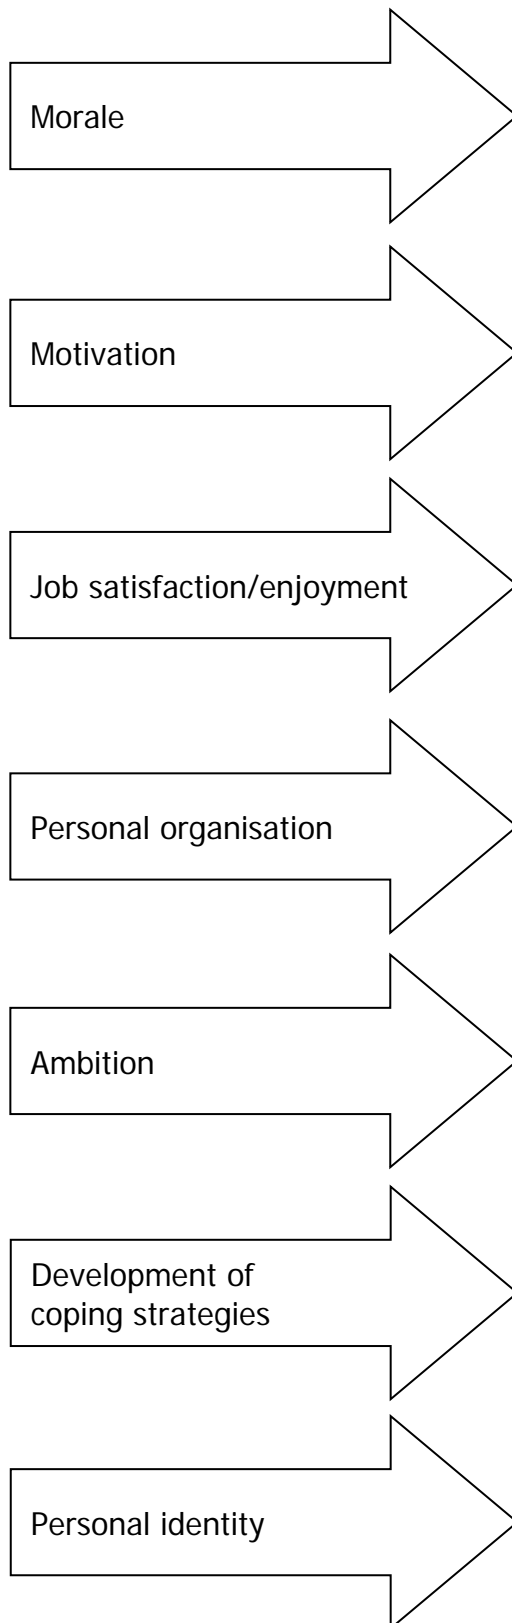 Morale
Motivation
Job satisfaction/enjoyment
Personal organisation
Ambition
Development of
coping strategies
Personal identity